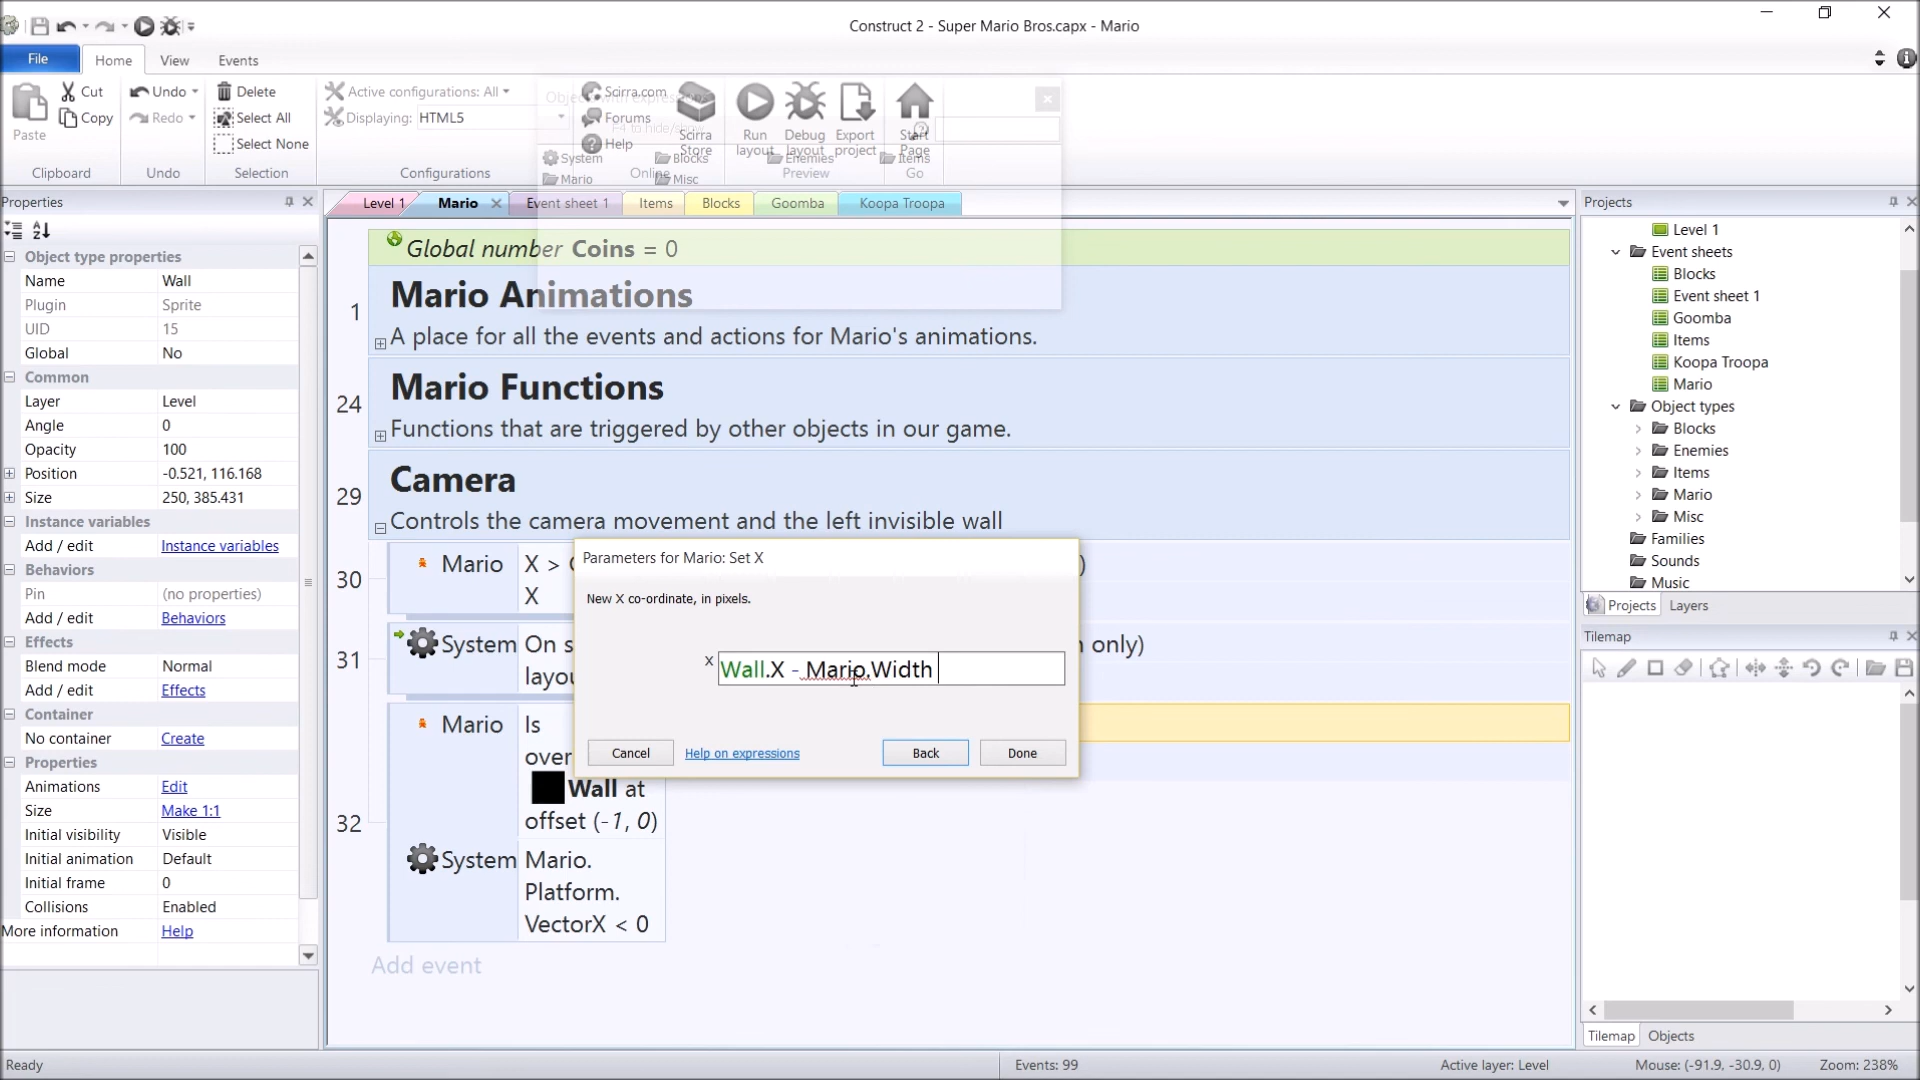 Construct 2 - Super Mario Bros.capx - Mario
File
Home
View
Events
Paste
Cut
Copy
Clipboard
Undo
Redo
Undo
Delete
Select All
Select None
Selection
Active configurations: All
Displaying: HTML5
Configurations
Scirra.com
Forums
Help
Scirra
Store
Online
Run
layout
Debug
layout
Export
project
Preview
Start
Page
Go
System
Blocks
Enemies
Items
Mario
Misc
Properties
Level 1
Mario
Event sheet 1
Items
Blocks
Goomba
Koopa Troopa
Object type properties
Name Wall
Plugin Sprite
UID 15
Global No
Common
Layer Level
Angle 0
Opacity 100
Position -0.521, 116.168
Size 250, 385.431
Instance variables
Add / edit Instance variables
Behaviors
Pin (no properties)
Add / edit Behaviors
Effects
Blend mode Normal
Add / edit Effects
Container
No container Create
Properties
Animations Edit
Size Make 1:1
Initial visibility Visible
Initial animation Default
Initial frame 0
Collisions Enabled
More information Help
Global number Coins = 0
1
Mario Animations
A place for all the events and actions for Mario's animations.
24
Mario Functions
Functions that are triggered by other objects in our game.
29
Camera
Controls the camera movement and the left invisible wall
30
Mario
X >
X
31
System
On s
layou
n only)
32
Mario
Is
over
Wall at
offset (-1, 0)
System
Mario.
Platform.
VectorX < 0
Add event
Parameters for Mario: Set X
New X co-ordinate, in pixels.
X
Wall.X - Mario.Width
Cancel
Help on expressions
Back
Done
Projects
Level 1
Event sheets
Blocks
Event sheet 1
Goomba
Items
Koopa Troopa
Mario
Object types
Blocks
Enemies
Items
Mario
Misc
Families
Sounds
Music
Projects
Layers
Tilemap
Tilemap
Objects
Ready
Events: 99
Active layer: Level
Mouse: (-91.9, -30.9, 0)
Zoom: 238%